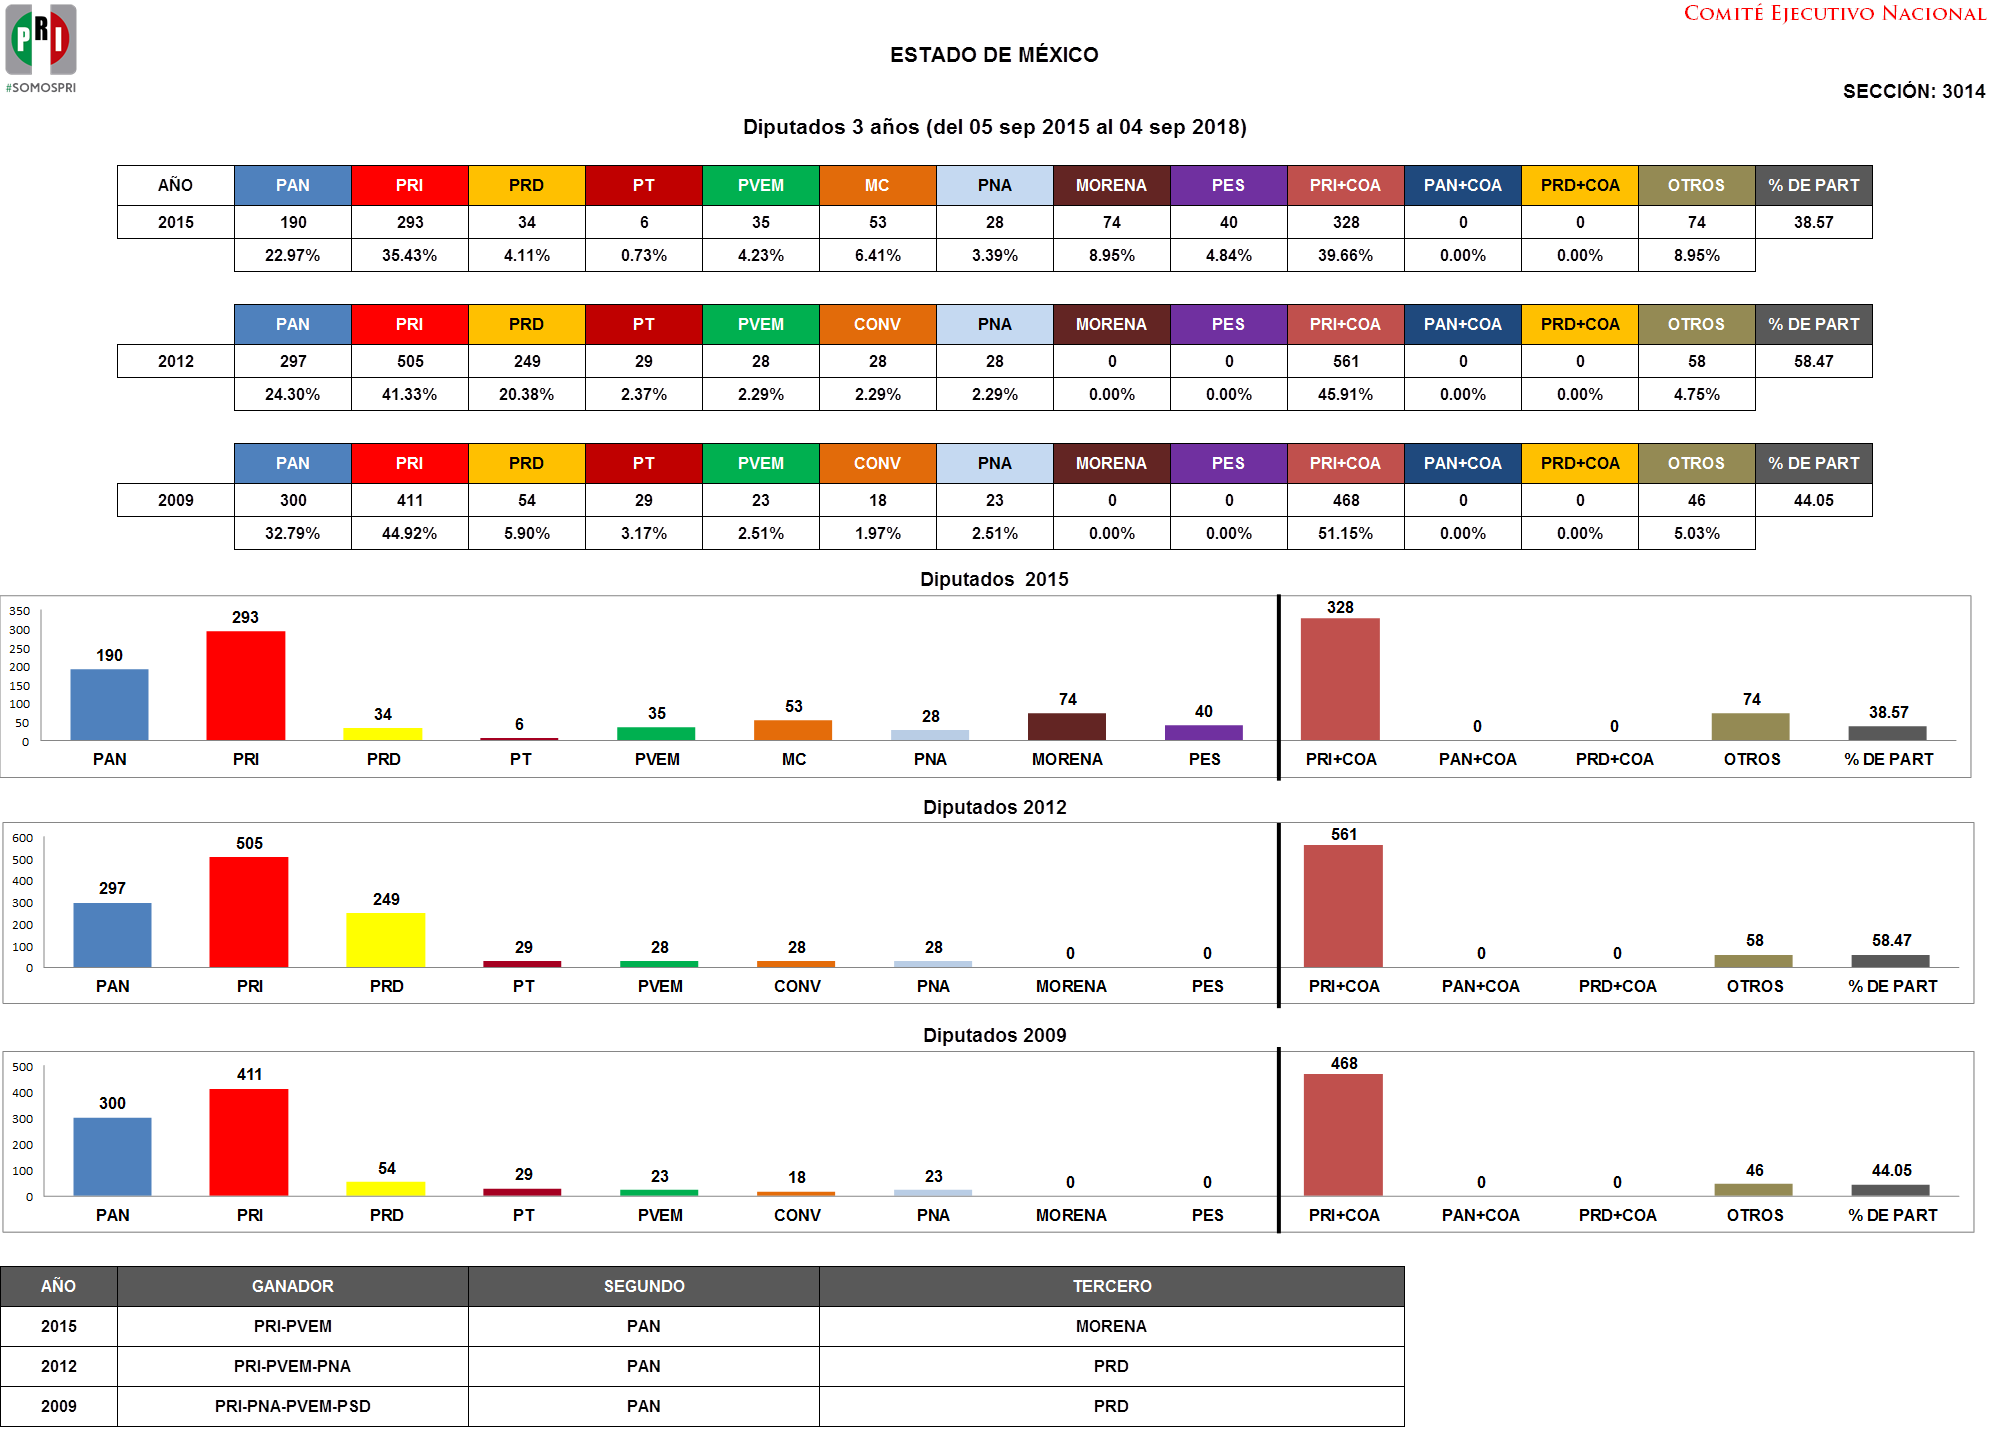 PRI
#SOMOSPRI
COMITÉ EJECUTIVO NACIONAL
ESTADO DE MÉXICO
SECCIÓN: 3014
Diputados 3 años (del 05 sep 2015 al 04 sep 2018)
AÑO PAN PRI PRD PT PVEM MC PNA MORENA PES PRI+COA PAN+COA PRD+COA OTROS % DE PART
2015 190 293 34 6 35 53 28 74 40 328 0 0 74 38.57
22.97% 35.43% 4.11% 0.73% 4.23% 6.41% 3.39% 8.95% 4.84% 39.66% 0.00% 0.00% 8.95%
PAN PRI PRD PT PVEM CONV PNA MORENA PES PRI+COA PAN+COA PRD+COA OTROS % DE PART
2012 297 505 249 29 28 28 28 0 0 561 0 0 58 58.47
24.30% 41.33% 20.38% 2.37% 2.29% 2.29% 2.29% 0.00% 0.00% 45.91% 0.00% 0.00% 4.75%
PAN PRI PRD PT PVEM CONV PNA MORENA PES PRI+COA PAN+COA PRD+COA OTROS % DE PART
2009 300 411 54 29 23 18 23 0 0 468 0 0 46 44.05
32.79% 44.92% 5.90% 3.17% 2.51% 1.97% 2.51% 0.00% 0.00% 51.15% 0.00% 0.00% 5.03%
Diputados 2015
350
300
250
200
150
100
50
0
190 293 34 6 35 53 28 74 40 328 0 0 74 38.57
PAN PRI PRD PT PVEM MC PNA MORENA PES PRI+COA PAN+COA PRD+COA OTROS % DE PART
Diputados 2012
600
500
400
300
200
100
0
297 505 249 29 28 28 28 0 0 561 0 0 58 58.47
PAN PRI PRD PT PVEM CONV PNA MORENA PES PRI+COA PAN+COA PRD+COA OTROS % DE PART
Diputados 2009
500
400
300
200
100
0
300 411 54 29 23 18 23 0 0 468 0 0 46 44.05
PAN PRI PRD PT PVEM CONV PNA MORENA PES PRI+COA PAN+COA PRD+COA OTROS % DE PART
AÑO GANADOR SEGUNDO TERCERO
2015 PRI-PVEM PAN MORENA
2012 PRI-PVEM-PNA PAN PRD
2009 PRI-PNA-PVEM-PSD PAN PRD